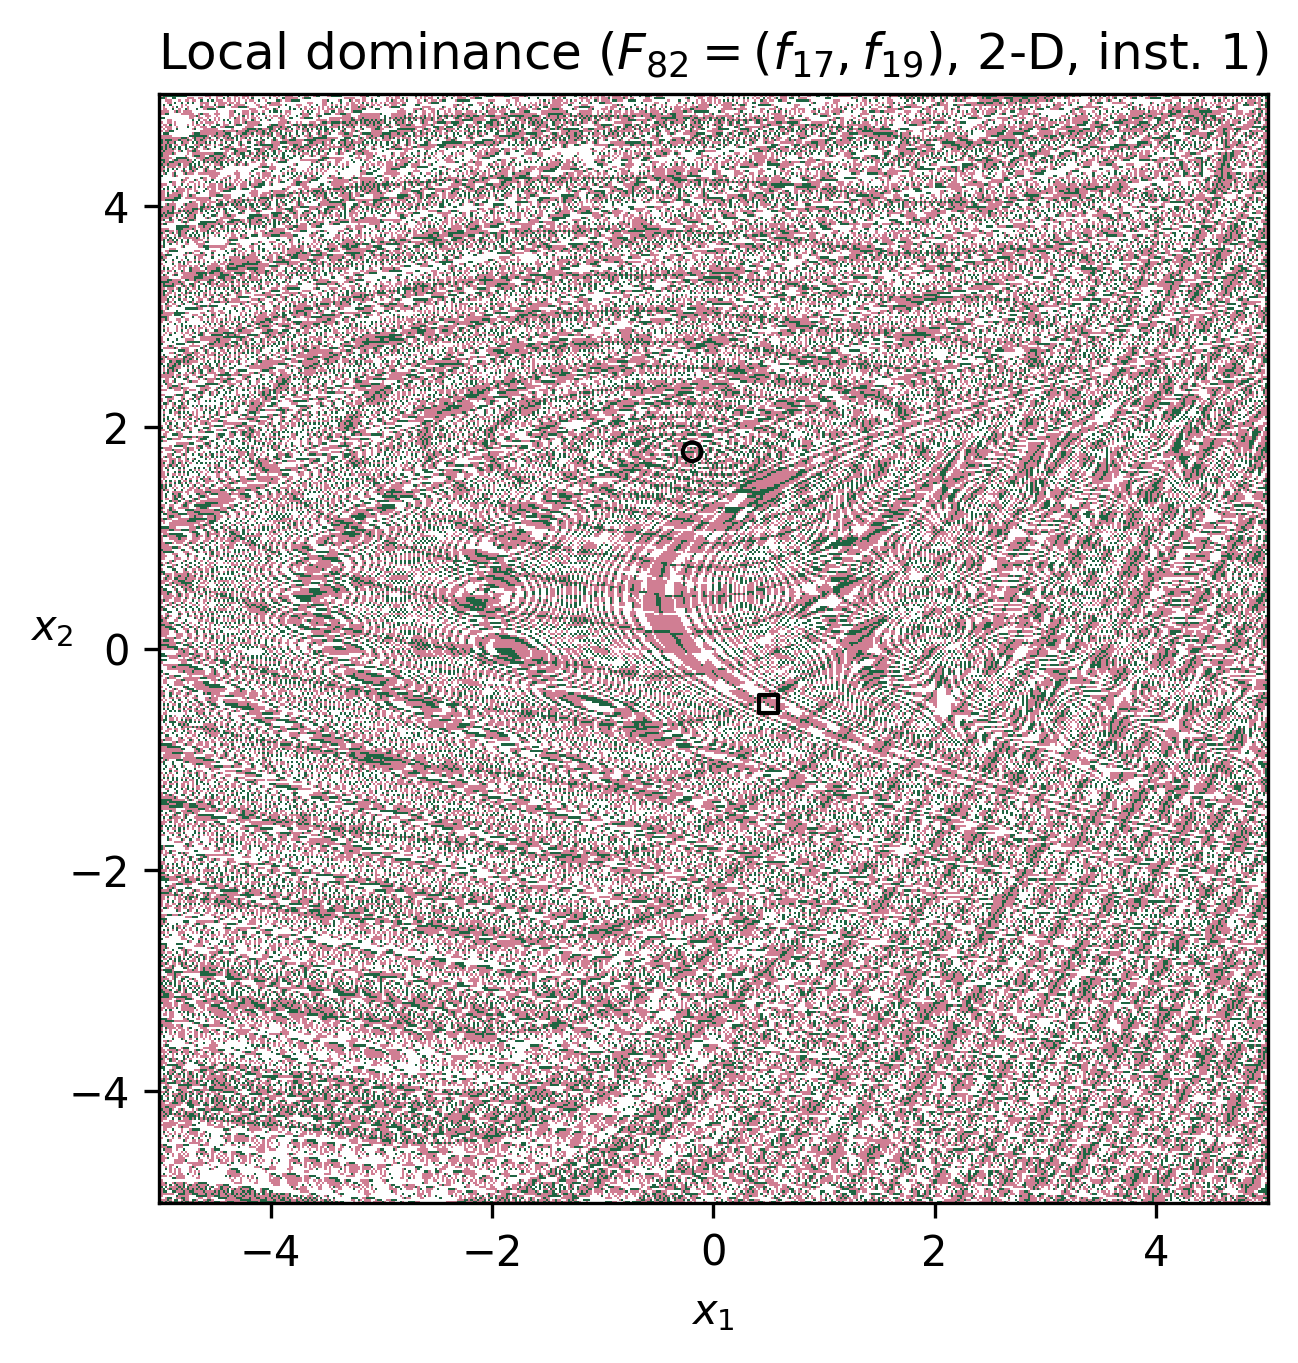 Local dominance (F₈₂ = (f₁₇, f₁₉), 2-D, inst. 1)
4
2
0
−2
−4
x₂
−4 −2 0 2 4
x₁